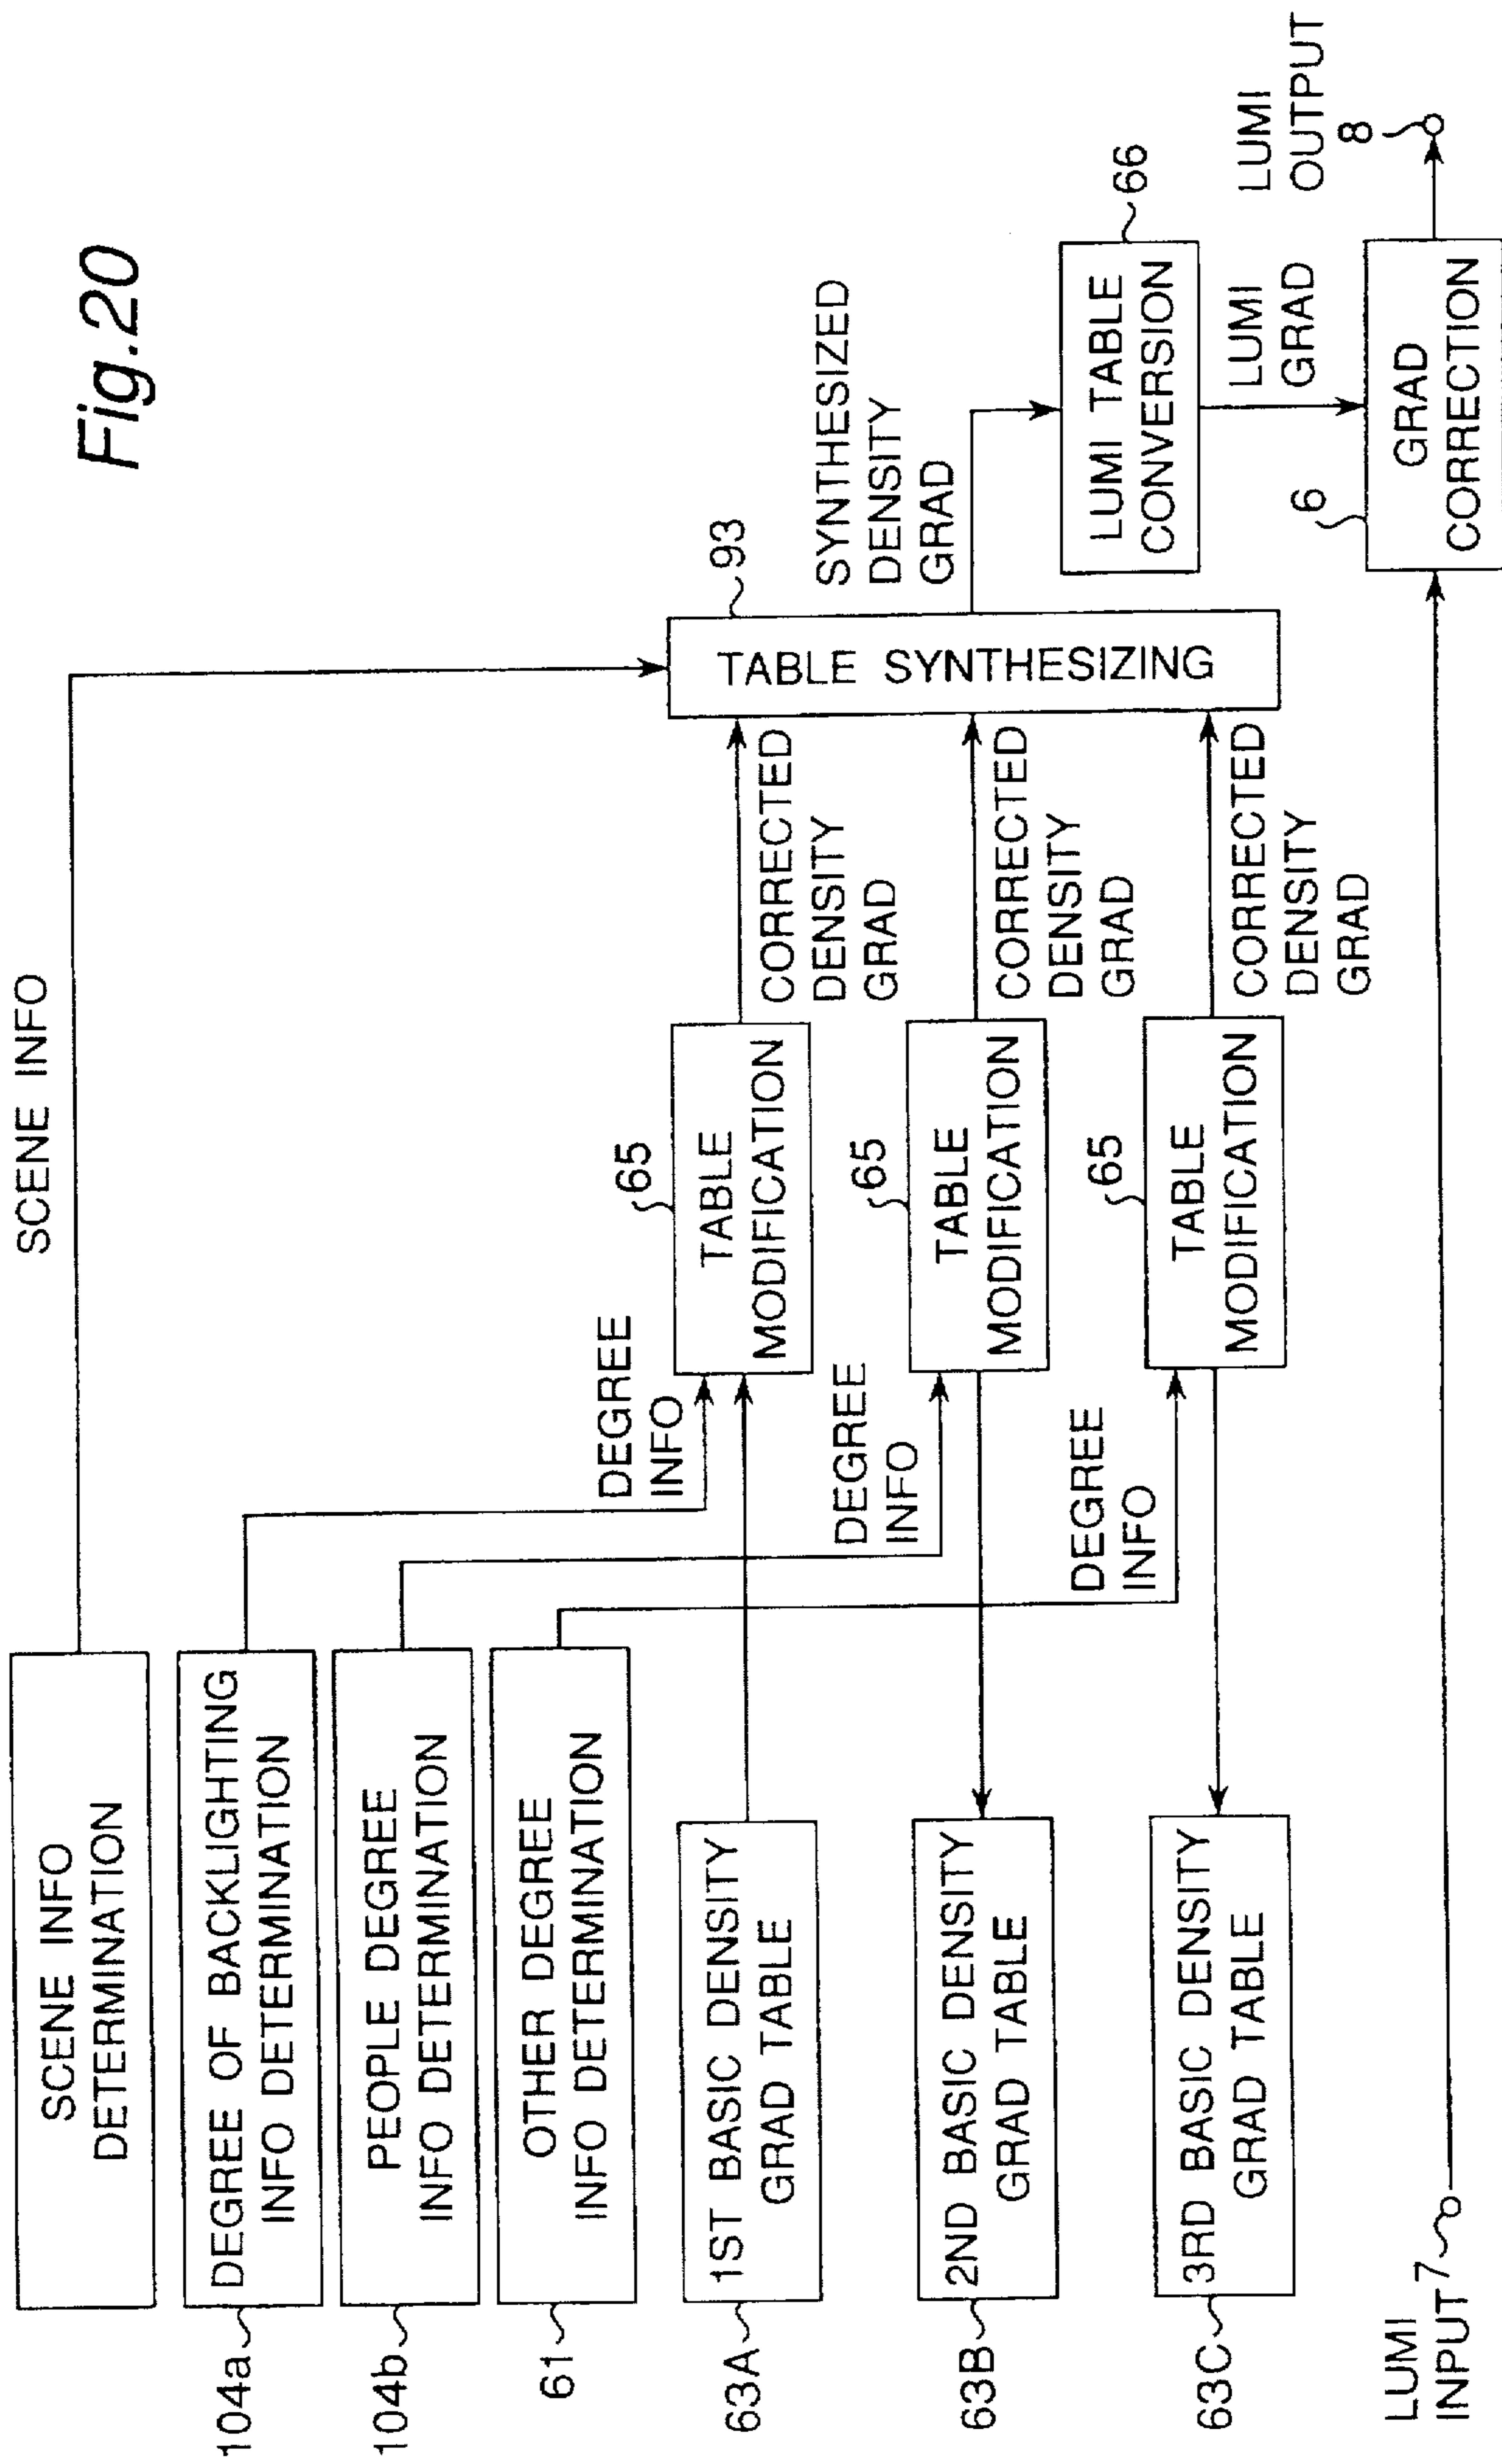 Fig.20
SCENE INFO
DETERMINATION
SCENE INFO
104a
DEGREE OF BACKLIGHTING
INFO DETERMINATION
104b
PEOPLE DEGREE
INFO DETERMINATION
61
OTHER DEGREE
INFO DETERMINATION
63A
1ST BASIC DENSITY
GRAD TABLE
DEGREE
INFO
65
TABLE
MODIFICATION
CORRECTED
DENSITY
GRAD
63B
2ND BASIC DENSITY
GRAD TABLE
DEGREE
INFO
65
TABLE
MODIFICATION
CORRECTED
DENSITY
GRAD
63C
3RD BASIC DENSITY
GRAD TABLE
DEGREE
INFO
65
TABLE
MODIFICATION
CORRECTED
DENSITY
GRAD
93
TABLE SYNTHESIZING
SYNTHESIZED
DENSITY
GRAD
66
LUMI TABLE
CONVERSION
LUMI
GRAD
LUMI
INPUT
7
6
GRAD
CORRECTION
LUMI
OUTPUT
8